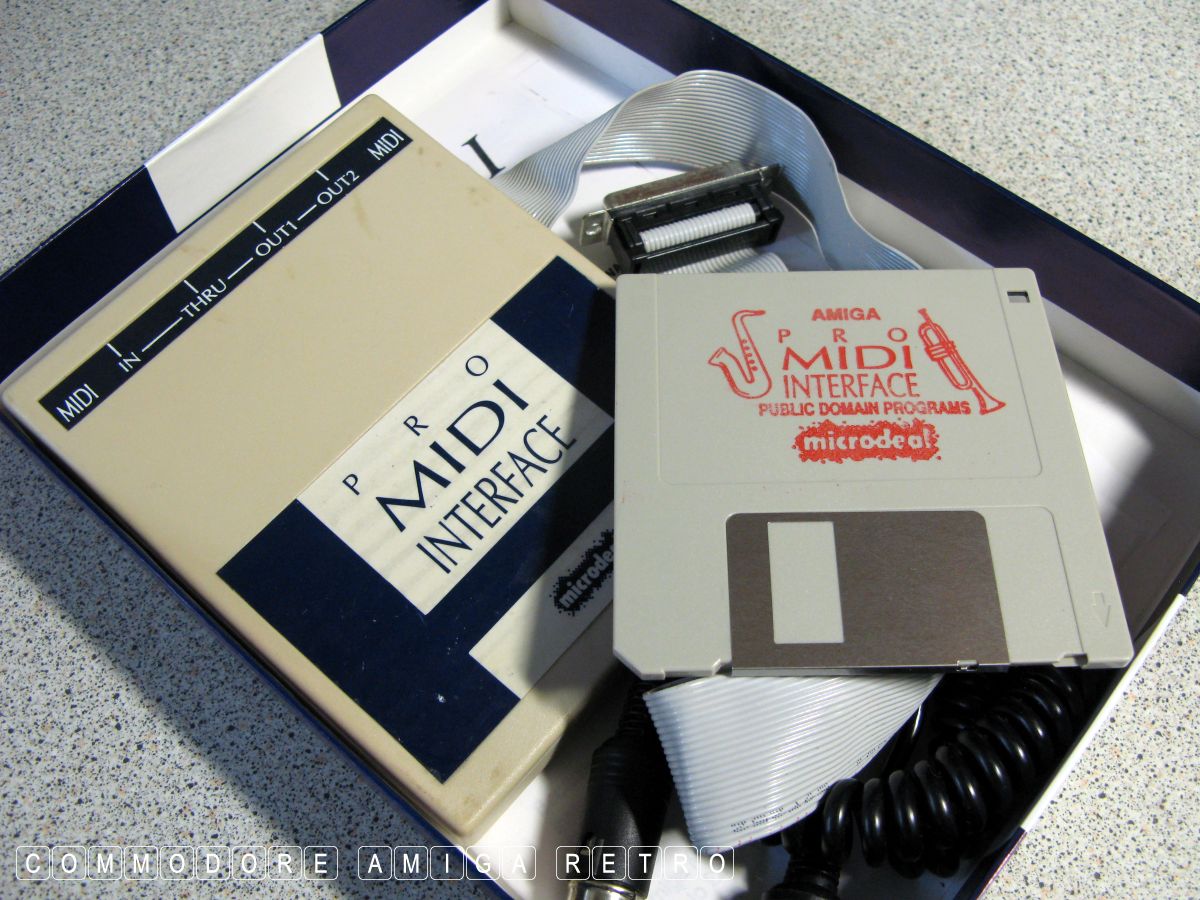 I
MIDI IN THRU OUT1 OUT2 MIDI
PRO
MIDI
INTERFACE
microdeal
AMIGA
PRO
MIDI
INTERFACE
PUBLIC DOMAIN PROGRAMS
microdeal
COMMODORE AMIGA RETRO